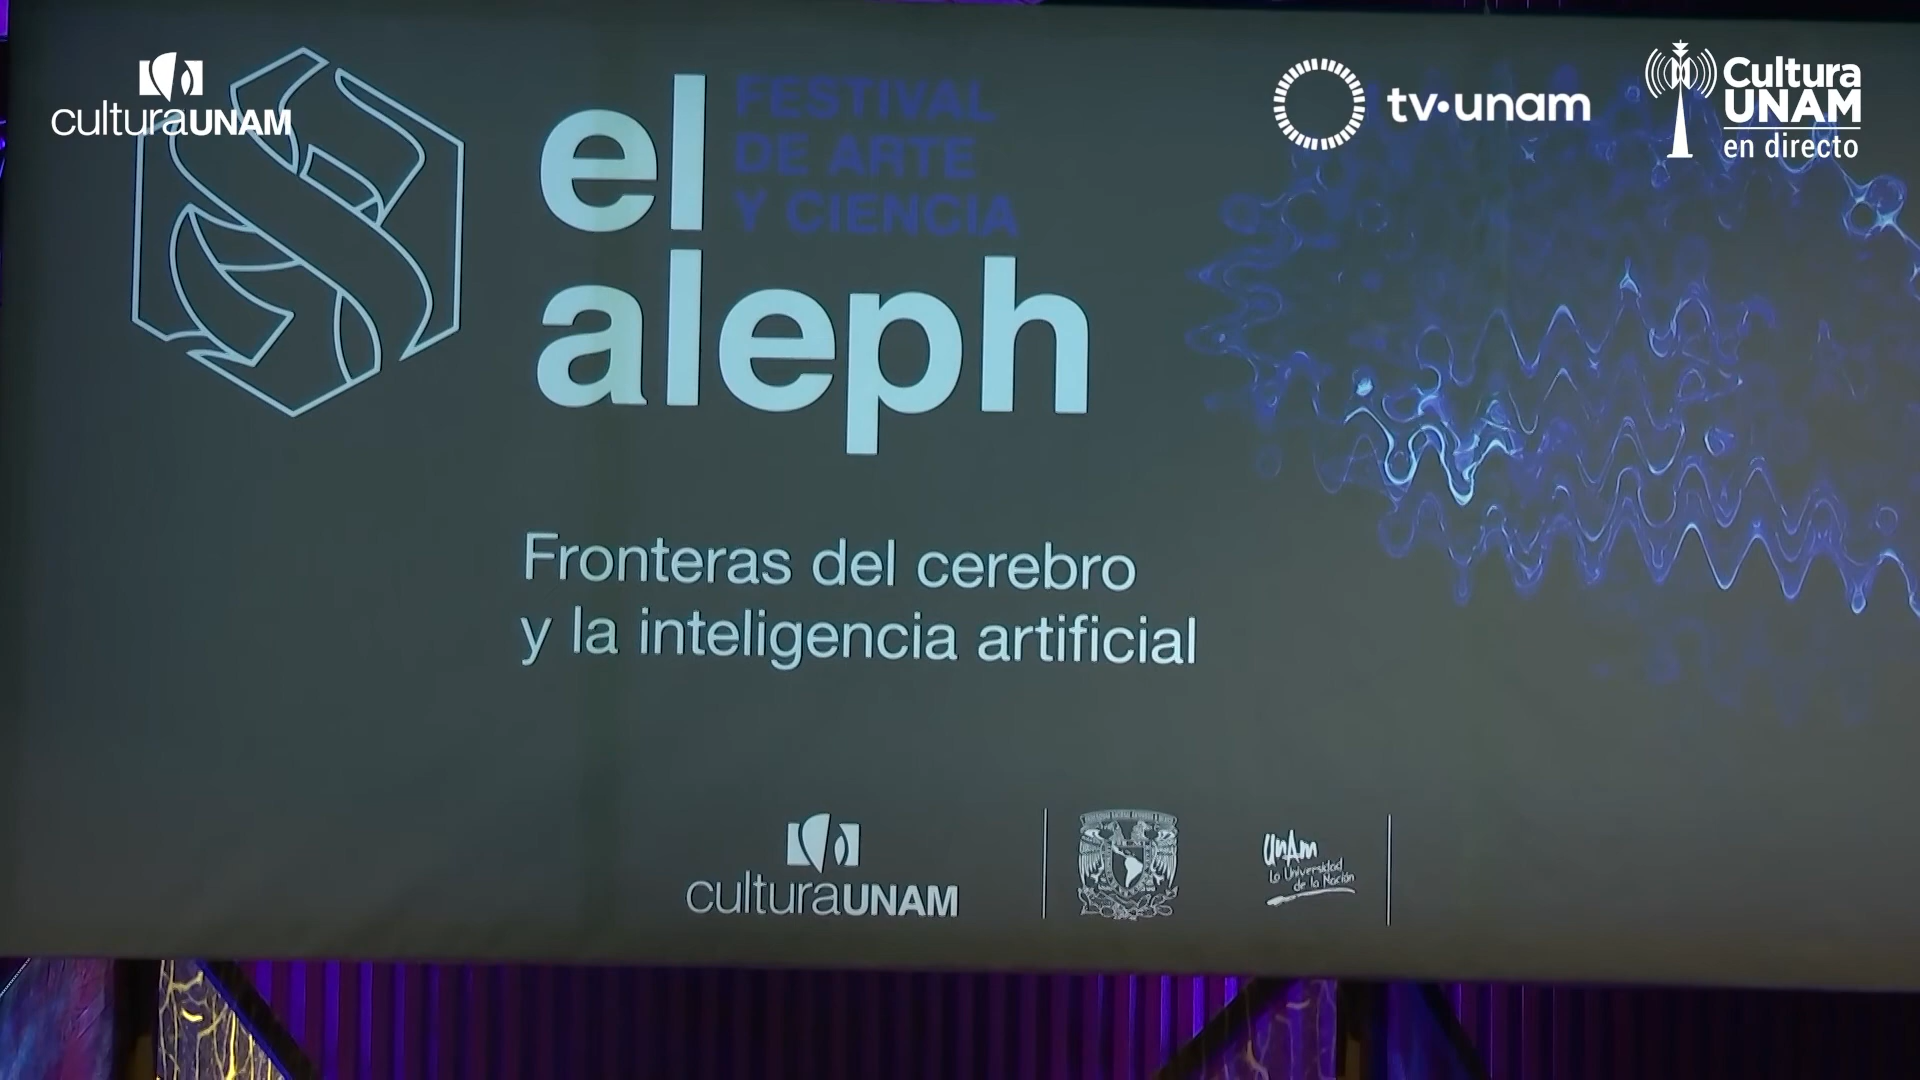 culturaUNAM
tv·unam
Cultura
UNAM
en directo
el
aleph
FESTIVAL
DE ARTE
Y CIENCIA
Fronteras del cerebro
y la inteligencia artificial
culturaUNAM
UNAM
La Universidad
de la Nación